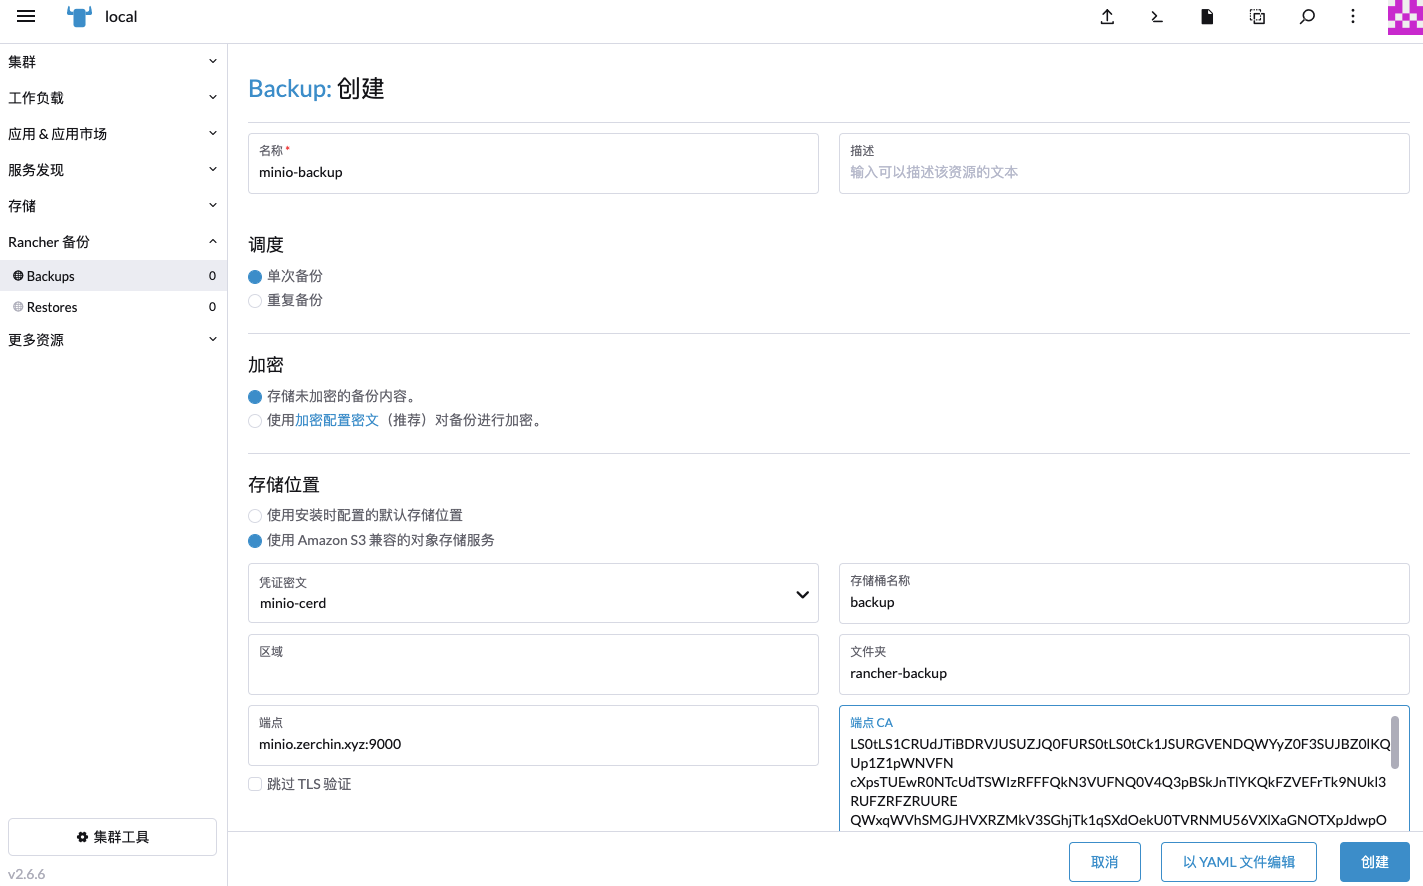 local
集群
工作负载
应用 & 应用市场
服务发现
存储
Rancher 备份
Backups 0
Restores 0
更多资源
集群工具
v2.6.6
Backup: 创建
名称 *
minio-backup
描述
输入可以描述该资源的文本
调度
单次备份
重复备份
加密
存储未加密的备份内容。
使用加密配置密文（推荐）对备份进行加密。
存储位置
使用安装时配置的默认存储位置
使用 Amazon S3 兼容的对象存储服务
凭证密文
minio-cerd
存储桶名称
backup
区域
文件夹
rancher-backup
端点
minio.zerchin.xyz:9000
跳过 TLS 验证
端点 CA
LS0tLS1CRUdJTiBDRVJUSUZJQ0FURS0tLS0tCk1JSURGVENDQWYyZ0F3SUJBZ0lKQ
Up1Z1pWNVFN
cXpsTUEwR0NTcUdTSWIzRFFFQkN3VUFNQ0V4Q3pBSkJnTlYKQkFZVEFrTk9NUkl3
RUFZRFZRUURE
QWxqWVhSMGJHVXRZMkV3SGhjTk1qSXdOekU0TVRNMU56VXlXaGNOTXpJdwpO
取消
以 YAML 文件编辑
创建